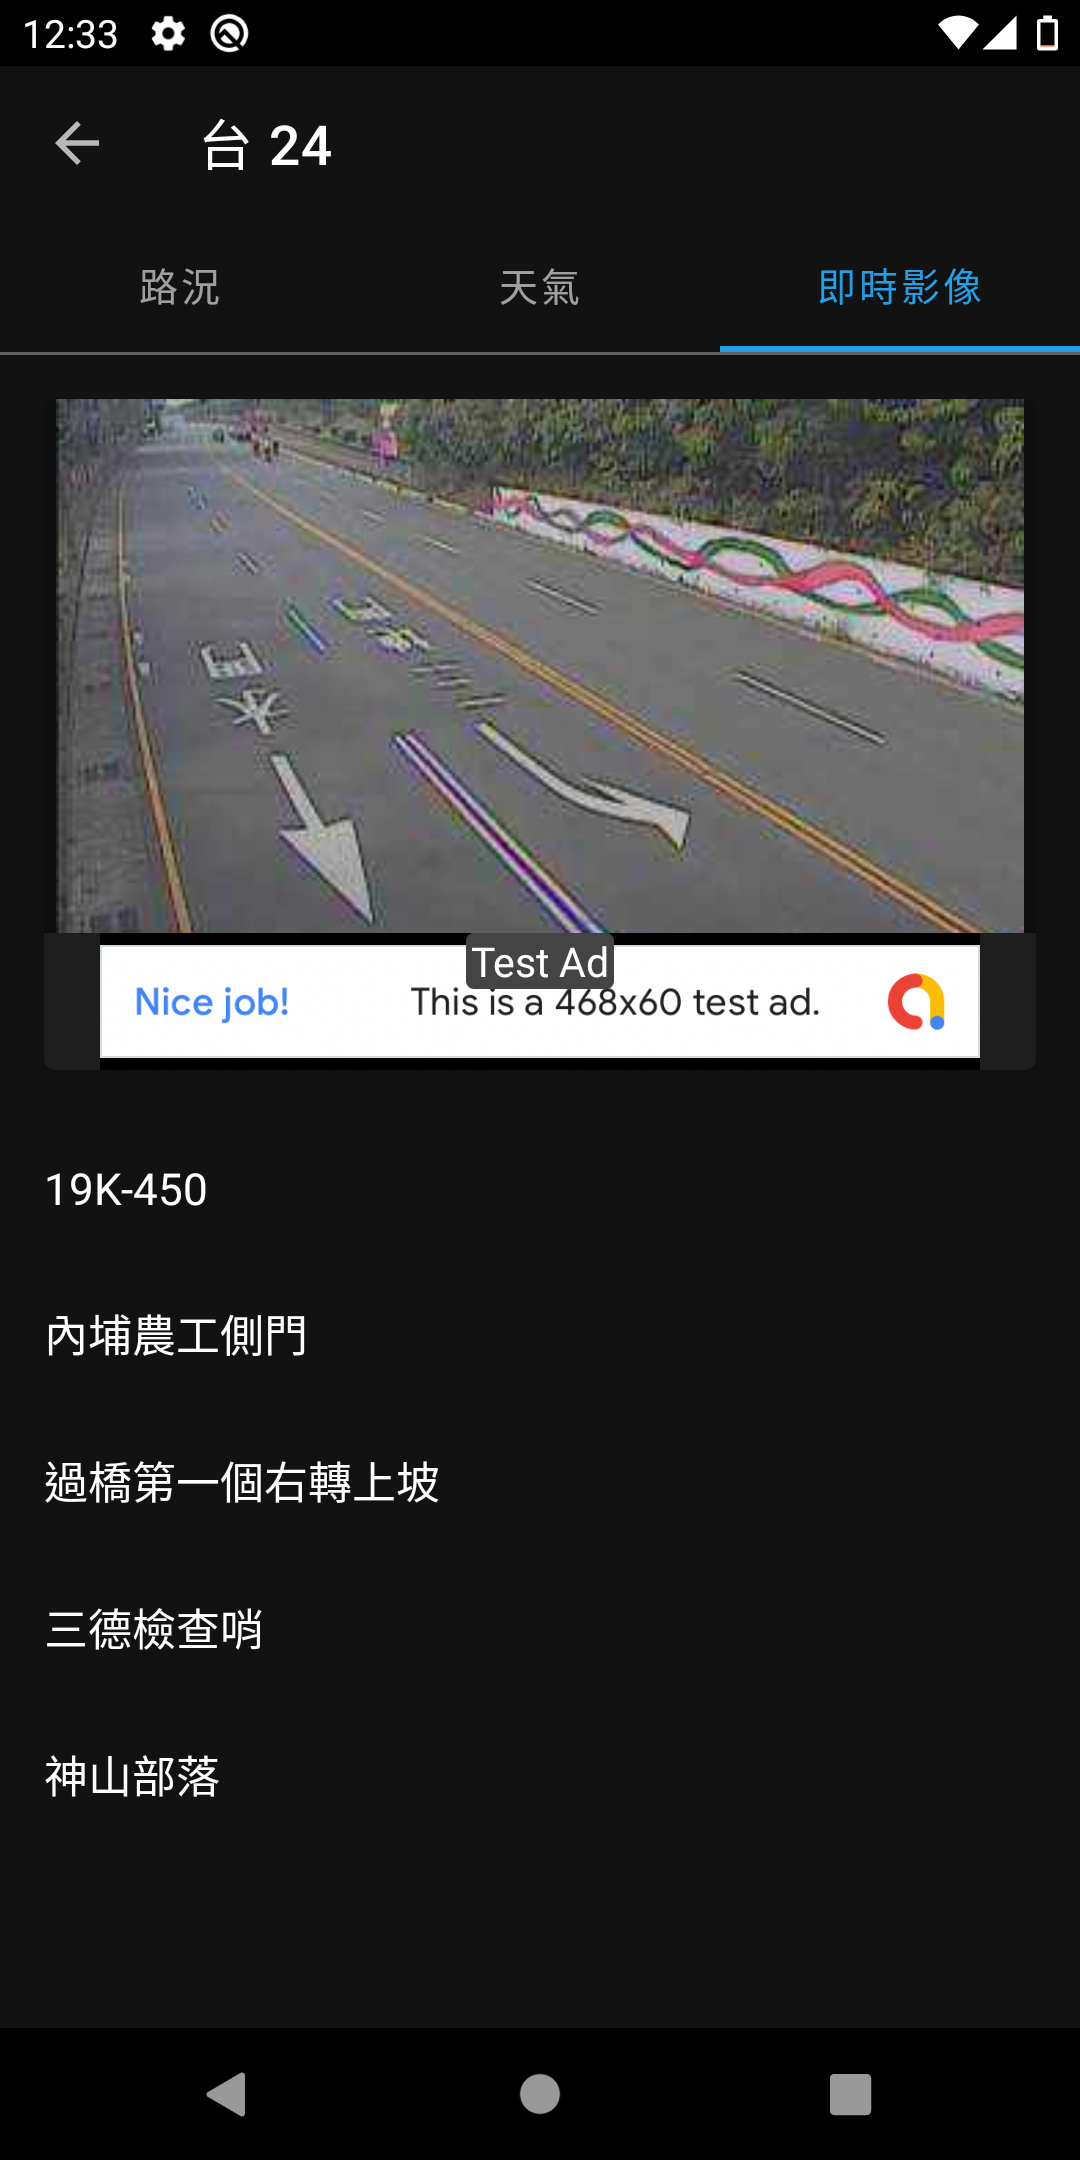 12:33
台 24
路況
天氣
即時影像
Test Ad
Nice job!
This is a 468x60 test ad.
19K-450
內埔農工側門
過橋第一個右轉上坡
三德檢查哨
神山部落